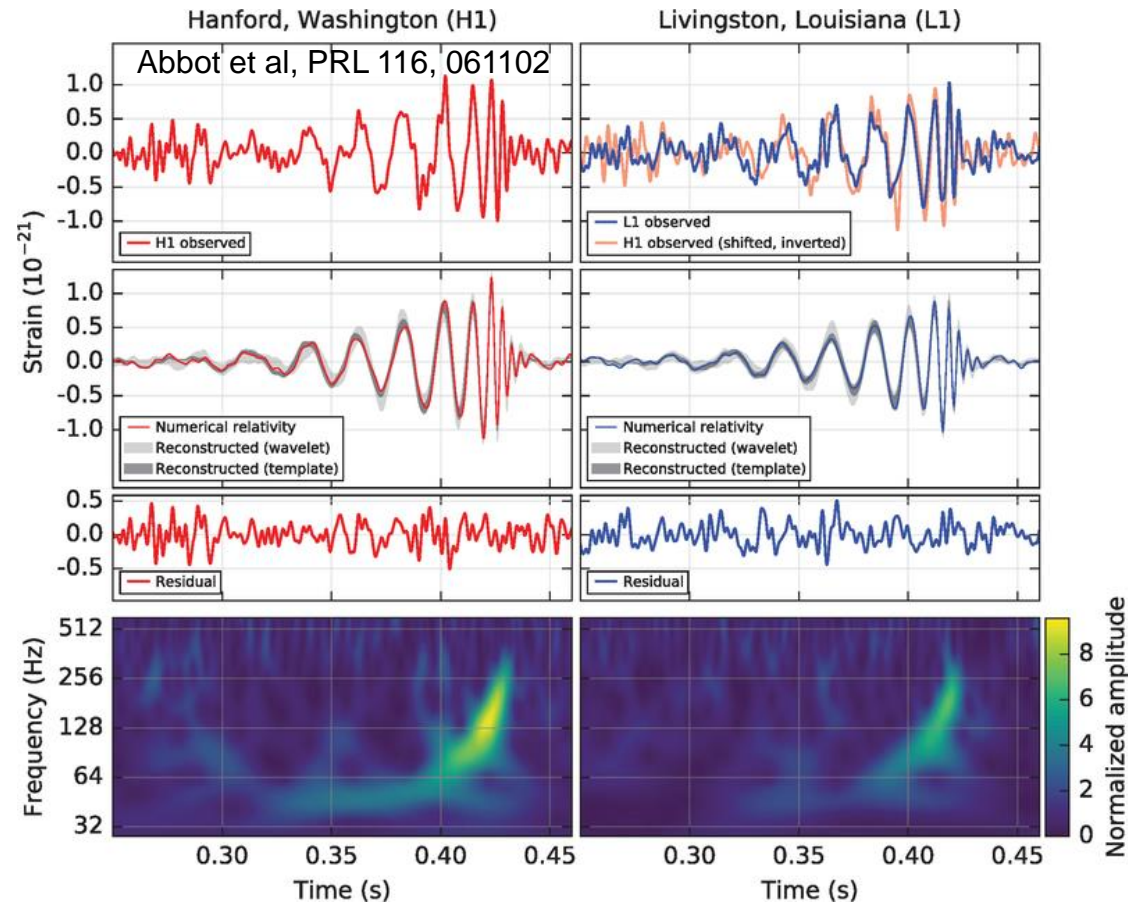 Hanford, Washington (H1)
Livingston, Louisiana (L1)
Abbot et al, PRL 116, 061102
1.0
0.5
0.0
-0.5
-1.0
H1 observed
L1 observed
H1 observed (shifted, inverted)
Strain (10⁻²¹)
1.0
0.5
0.0
-0.5
-1.0
Numerical relativity
Reconstructed (wavelet)
Reconstructed (template)
Numerical relativity
Reconstructed (wavelet)
Reconstructed (template)
0.5
0.0
-0.5
Residual
Residual
Frequency (Hz)
512
256
128
64
32
0.30
0.35
0.40
0.45
Time (s)
0.30
0.35
0.40
0.45
Time (s)
Normalized amplitude
8
6
4
2
0